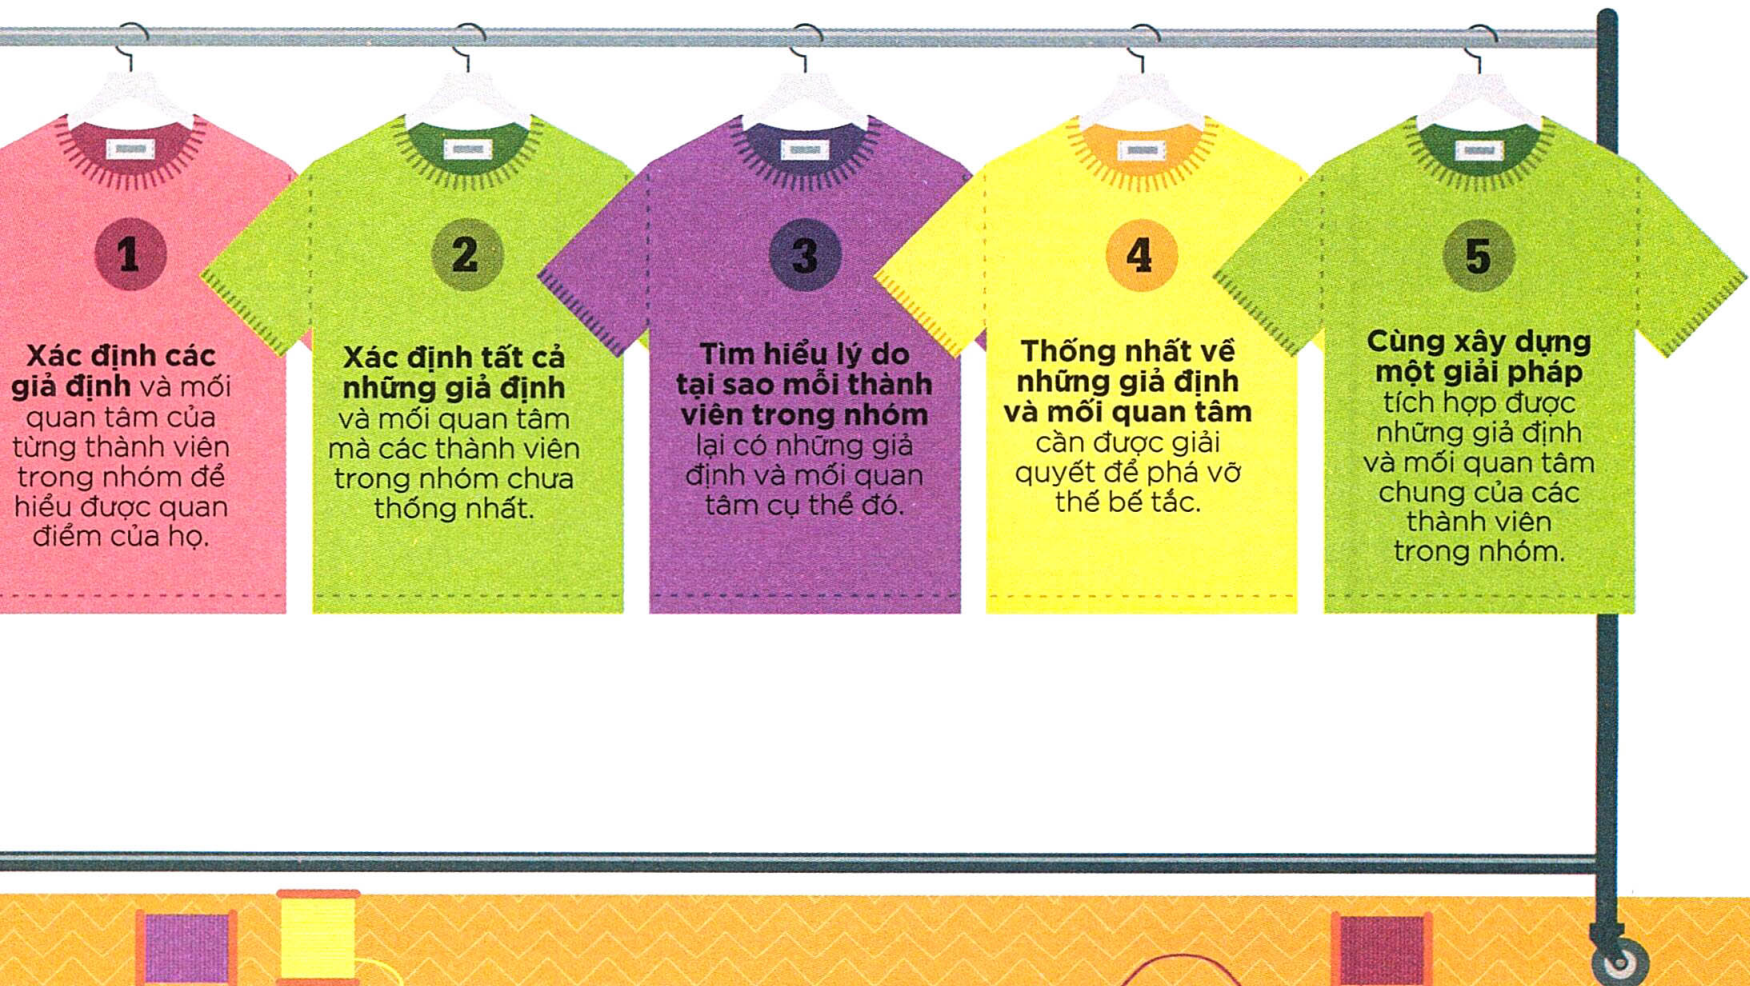 1
Xác định các
giả định và mối
quan tâm của
từng thành viên
trong nhóm để
hiểu được quan
điểm của họ.
2
Xác định tất cả
những giả định
và mối quan tâm
mà các thành viên
trong nhóm chưa
thống nhất.
3
Tìm hiểu lý do
tại sao mỗi thành
viên trong nhóm
lại có những giả
định và mối quan
tâm cụ thể đó.
4
Thống nhất về
những giả định
và mối quan tâm
cần được giải
quyết để phá vỡ
thế bế tắc.
5
Cùng xây dựng
một giải pháp
tích hợp được
những giả định
và mối quan tâm
chung của các
thành viên
trong nhóm.